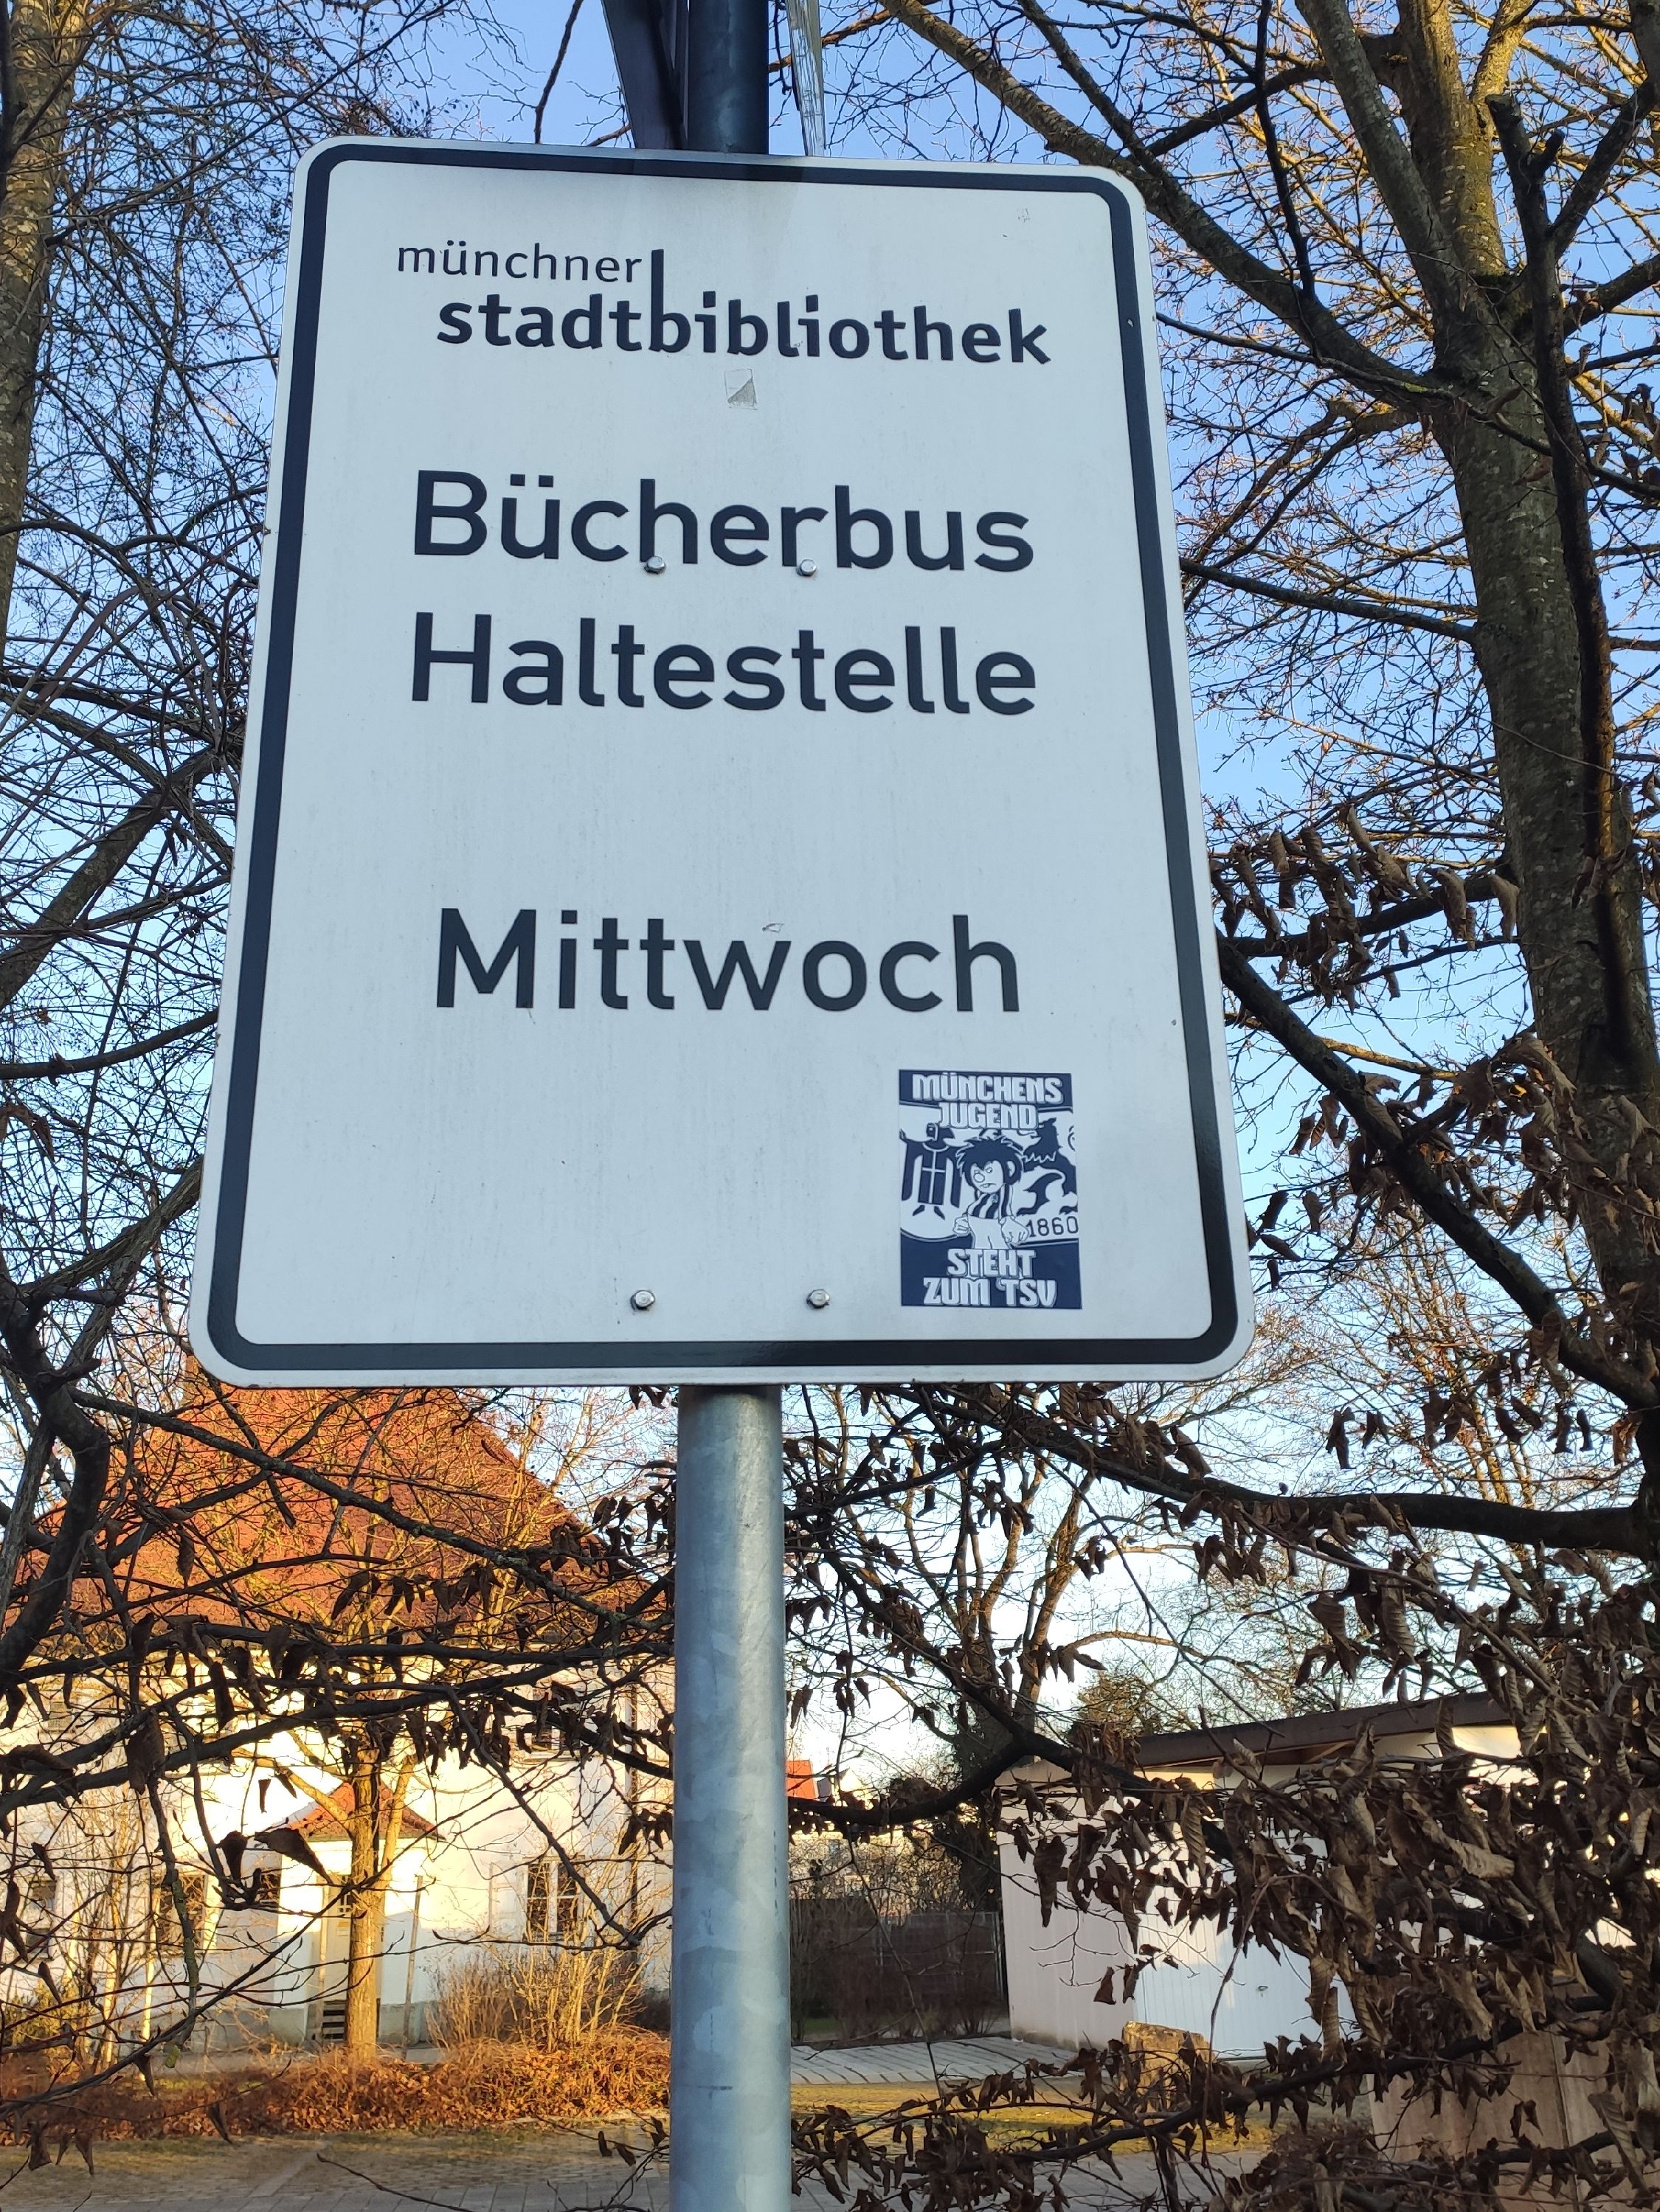 münchner
stadtbibliothek
Bücherbus
Haltestelle
Mittwoch
MÜNCHENS
JUGEND
1860
STEHT
ZUM TSV